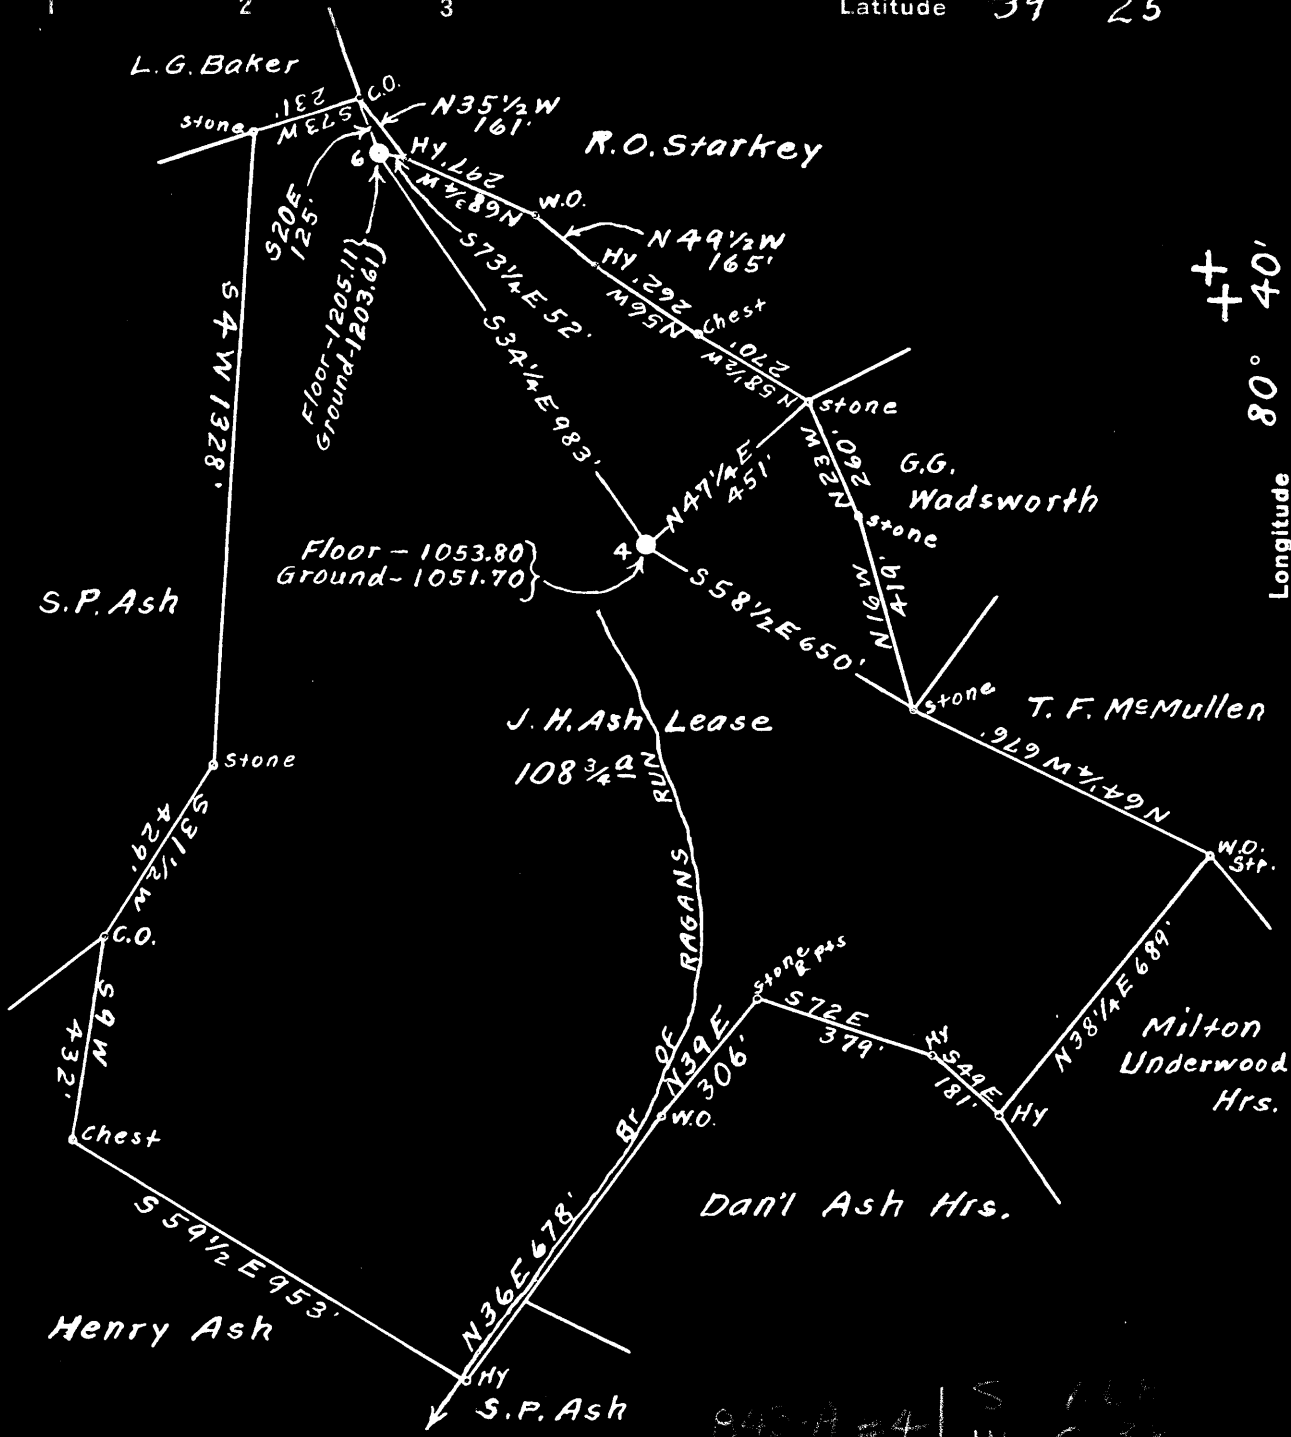 1 2 3
Latitude 39 25
L.G. Baker
C.O.
231'
S73W
stone
N35½W
161'
R.O. Starkey
HY
6
297'
N68¾W
W.O.
S20E
125'
N49½W
165'
HY
S73¼E 52'
262'
N56W
Chest
270'
N58½W
stone
Floor-1205.11
Ground-1203.61
S34¼E 983'
S4W 1328'
80° 40'
Longitude
N47¼E
451'
260'
N23W
G.G.
Wadsworth
stone
4
Floor - 1053.80
Ground - 1051.70
S58½E 650'
419'
N16W
S.P. Ash
stone
T.F. McMullen
J.H. Ash Lease
108¾ a
N64¼W 676'
Stone
S31½W
429'
W.O.
Stp.
Br OF RAGANS RUN
C.O.
S9W
432'
Stone & pts
S72E
379'
HY
S49E
181'
HY
N38¼E 689'
Milton
Underwood
Hrs.
N39E
306'
W.O.
Chest
Dan'l Ash Hrs.
S59½E 953'
N36E 678'
Henry Ash
HY
S.P. Ash